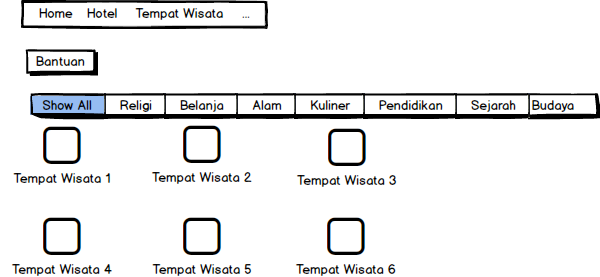 Home Hotel Tempat Wisata ...
Bantuan
Show All Religi Belanja Alam Kuliner Pendidikan Sejarah Budaya
Tempat Wisata 1 Tempat Wisata 2 Tempat Wisata 3
Tempat Wisata 4 Tempat Wisata 5 Tempat Wisata 6